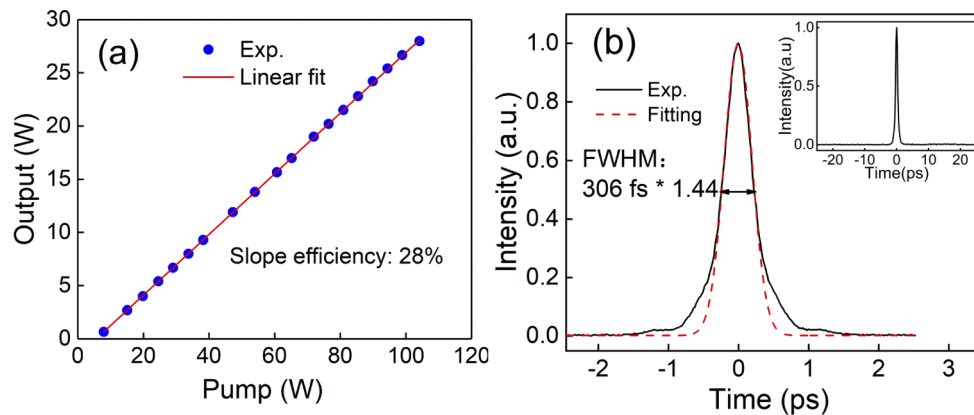 (a)
Exp.
Linear fit
Slope efficiency: 28%
Output (W)
30
25
20
15
10
5
0
0 20 40 60 80 100 120
Pump (W)
(b)
Exp.
Fitting
FWHM：
306 fs * 1.44
Intensity (a.u.)
1.0
0.8
0.6
0.4
0.2
0.0
-2 -1 0 1 2 3
Time (ps)
Intensity(a.u)
1.0
0.5
0.0
-20 -10 0 10 20
Time(ps)